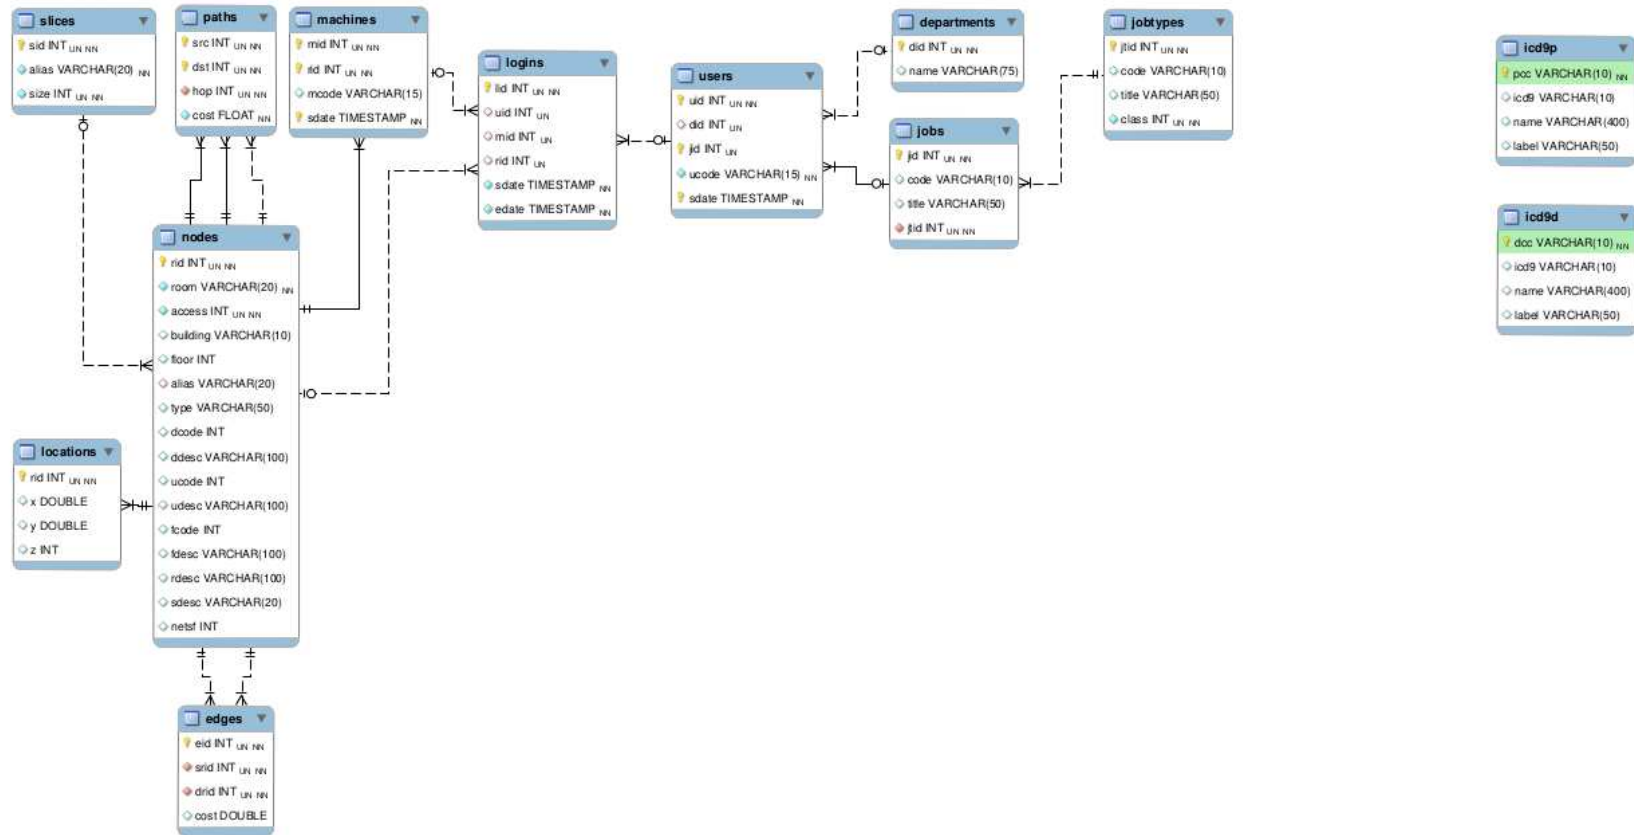 slices
sid INT UN NN
alias VARCHAR(20) NN
size INT UN NN
paths
src INT UN NN
dst INT UN NN
hop INT UN NN
cost FLOAT NN
machines
mid INT UN NN
rid INT UN NN
mcode VARCHAR(15)
sdate TIMESTAMP NN
logins
lid INT UN NN
uid INT UN
mid INT UN
rid INT UN
sdate TIMESTAMP NN
edate TIMESTAMP NN
users
uid INT UN NN
did INT UN
jid INT UN
ucode VARCHAR(15) NN
sdate TIMESTAMP NN
departments
did INT UN NN
name VARCHAR(75)
jobs
jid INT UN NN
code VARCHAR(10)
title VARCHAR(50)
jtid INT UN NN
jobtypes
jtid INT UN NN
code VARCHAR(10)
title VARCHAR(50)
class INT UN NN
icd9p
pcc VARCHAR(10) NN
icd9 VARCHAR(10)
name VARCHAR(400)
label VARCHAR(50)
icd9d
dcc VARCHAR(10) NN
icd9 VARCHAR(10)
name VARCHAR(400)
label VARCHAR(50)
nodes
rid INT UN NN
room VARCHAR(20) NN
access INT UN NN
building VARCHAR(10)
floor INT
alias VARCHAR(20)
type VARCHAR(50)
dcode INT
ddesc VARCHAR(100)
ucode INT
udesc VARCHAR(100)
fcode INT
fdesc VARCHAR(100)
rdesc VARCHAR(100)
sdesc VARCHAR(20)
netsf INT
locations
rid INT UN NN
x DOUBLE
y DOUBLE
z INT
edges
eid INT UN NN
srid INT UN NN
drid INT UN NN
cost DOUBLE